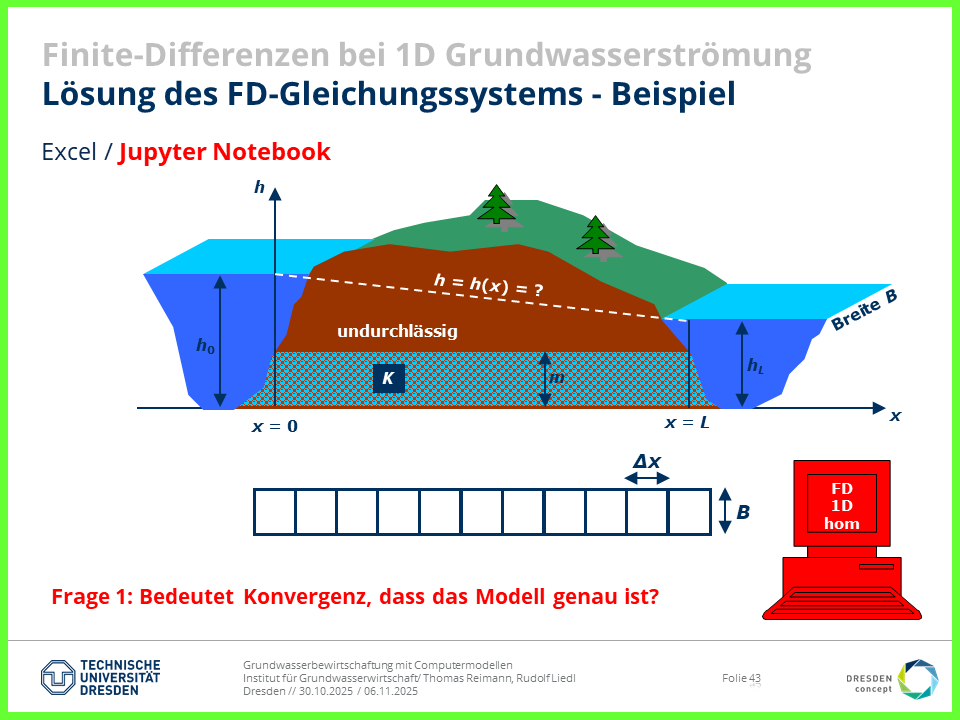 Finite-Differenzen bei 1D Grundwasserströmung
Lösung des FD-Gleichungssystems - Beispiel
Excel / Jupyter Notebook
h
h = h(x) = ?
Breite B
undurchlässig
h₀
h_L
K
m
x
x = 0
x = L
Δx
B
FD
1D
hom
Frage 1: Bedeutet Konvergenz, dass das Modell genau ist?
TECHNISCHE
UNIVERSITÄT
DRESDEN
Grundwasserbewirtschaftung mit Computermodellen
Institut für Grundwasserwirtschaft/ Thomas Reimann, Rudolf Liedl
Dresden // 30.10.2025 / 06.11.2025
Folie 43
DRESDEN
concept